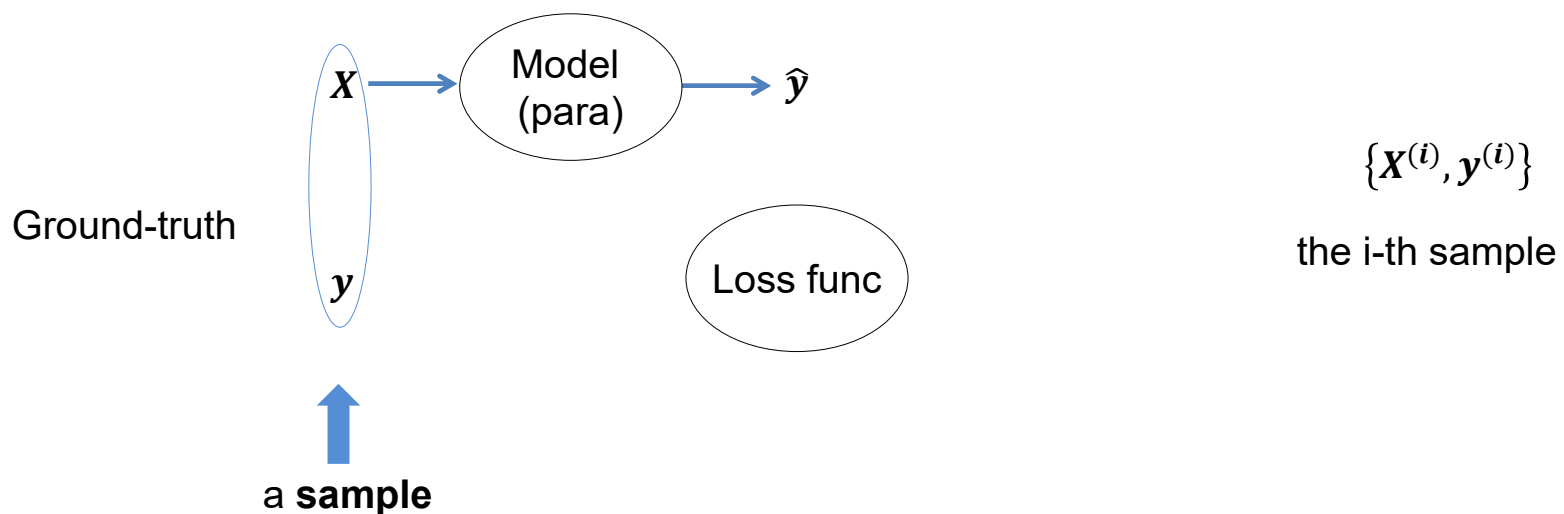 X
Model
(para)
ŷ
{X^(i), y^(i)}
Ground-truth
the i-th sample
y
Loss func
a sample